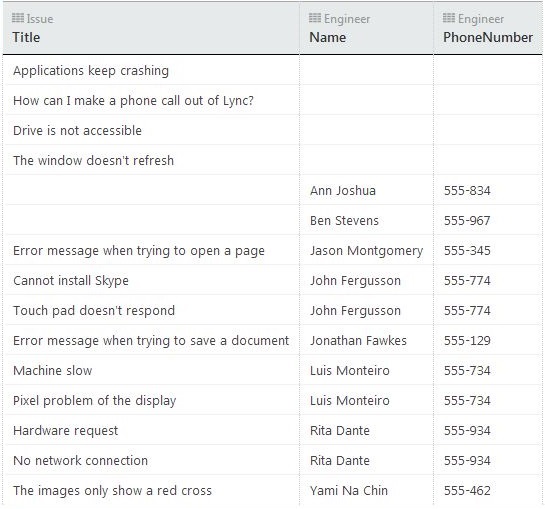 Issue Engineer Engineer
Title Name PhoneNumber
Applications keep crashing
How can I make a phone call out of Lync?
Drive is not accessible
The window doesn't refresh
Ann Joshua 555-834
Ben Stevens 555-967
Error message when trying to open a page Jason Montgomery 555-345
Cannot install Skype John Fergusson 555-774
Touch pad doesn't respond John Fergusson 555-774
Error message when trying to save a document Jonathan Fawkes 555-129
Machine slow Luis Monteiro 555-734
Pixel problem of the display Luis Monteiro 555-734
Hardware request Rita Dante 555-934
No network connection Rita Dante 555-934
The images only show a red cross Yami Na Chin 555-462